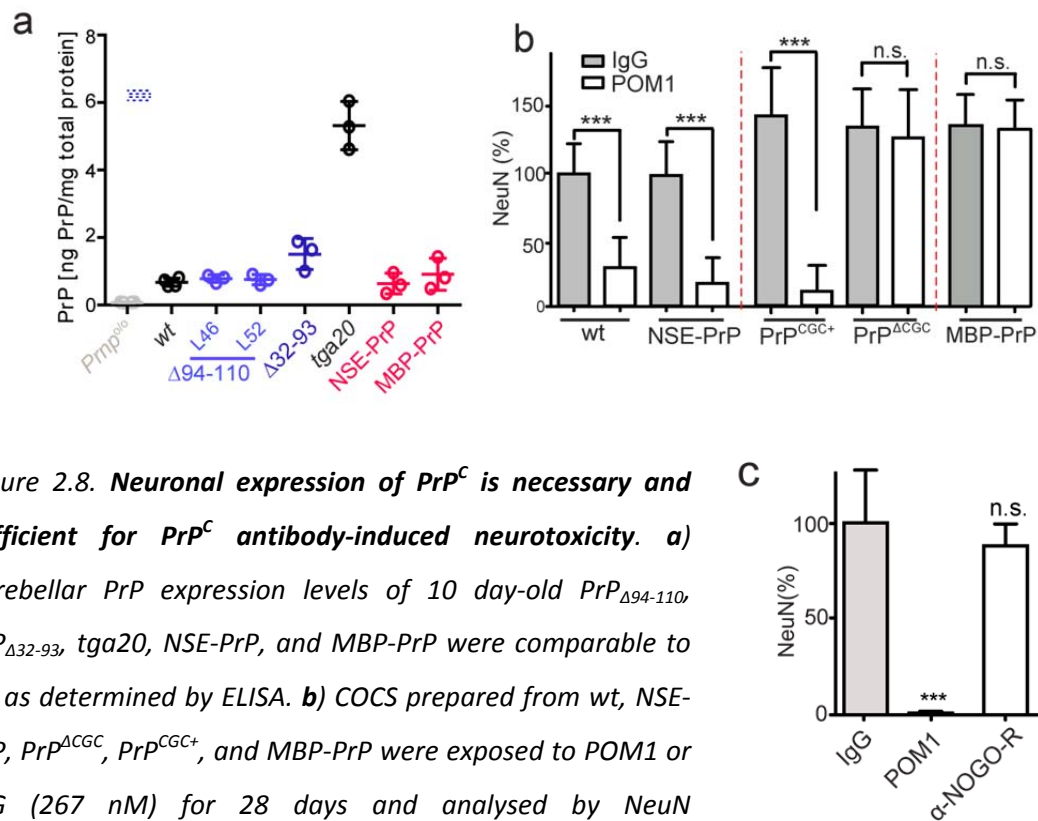 a
8
6
4
2
0
PrP [ng PrP/mg total protein]
Prnp^o/o
wt
L46
L52
Δ94-110
Δ32-93
tga20
NSE-PrP
MBP-PrP
b
IgG
POM1
NeuN (%)
150
100
50
0
***
***
***
n.s.
n.s.
wt
NSE-PrP
PrP^CGC+
PrP^ΔCGC
MBP-PrP
ure 2.8. Neuronal expression of PrP^C is necessary and
fficient for PrP^C antibody-induced neurotoxicity. a)
rebellar PrP expression levels of 10 day-old PrP_Δ94-110,
P_Δ32-93, tga20, NSE-PrP, and MBP-PrP were comparable to
as determined by ELISA. b) COCS prepared from wt, NSE-
P, PrP^ΔCGC, PrP^CGC+, and MBP-PrP were exposed to POM1 or
G (267 nM) for 28 days and analysed by NeuN
c
NeuN(%)
100
50
0
***
n.s.
IgG
POM1
α-NOGO-R